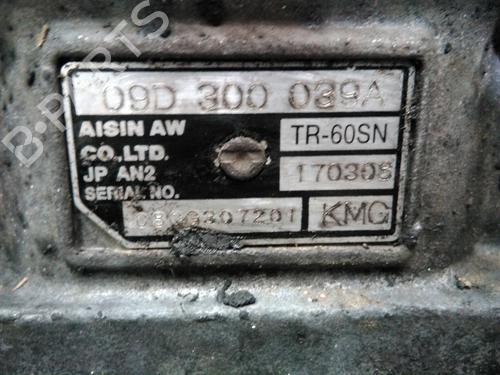 B-PARTS
09D 300 039A
AISIN AW
CO.,LTD.
JP AN2
SERIAL NO.
TR-60SN
170305
KMG